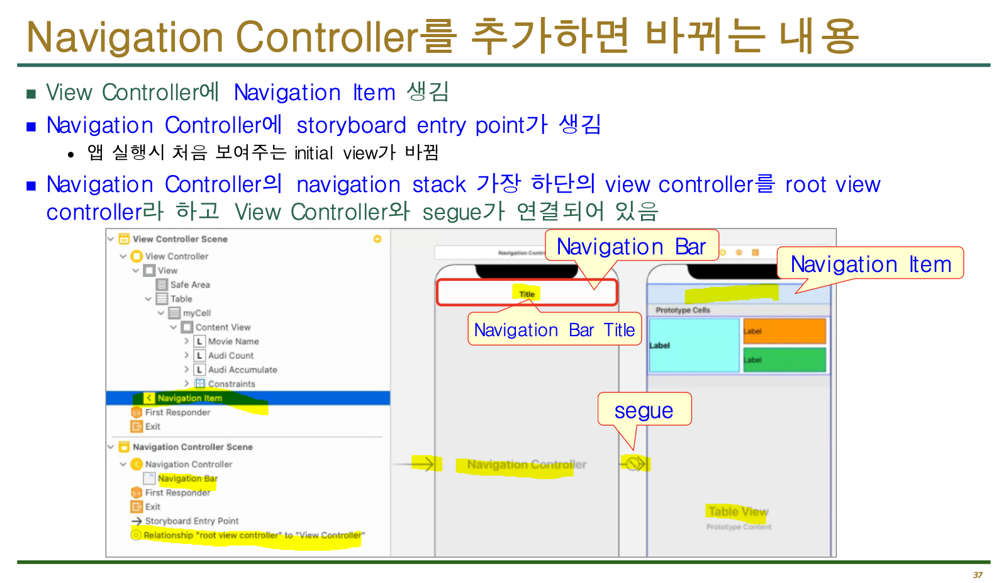 Navigation Controller를 추가하면 바뀌는 내용
View Controller에 Navigation Item 생김
Navigation Controller에 storyboard entry point가 생김
앱 실행시 처음 보여주는 initial view가 바뀜
Navigation Controller의 navigation stack 가장 하단의 view controller를 root view
controller라 하고 View Controller와 segue가 연결되어 있음
View Controller Scene
View Controller
View
Safe Area
Table
myCell
Content View
L Movie Name
L Audi Count
L Audi Accumulate
Constraints
Navigation Item
First Responder
Exit
Navigation Controller Scene
Navigation Controller
Navigation Bar
First Responder
Exit
Storyboard Entry Point
Relationship "root view controller" to "View Controller"
Navigation Contr
Navigation Bar
Title
Navigation Bar Title
Navigation Controller
segue
Navigation Item
Prototype Cells
Label
Label
Label
Table View
Prototype Content
37